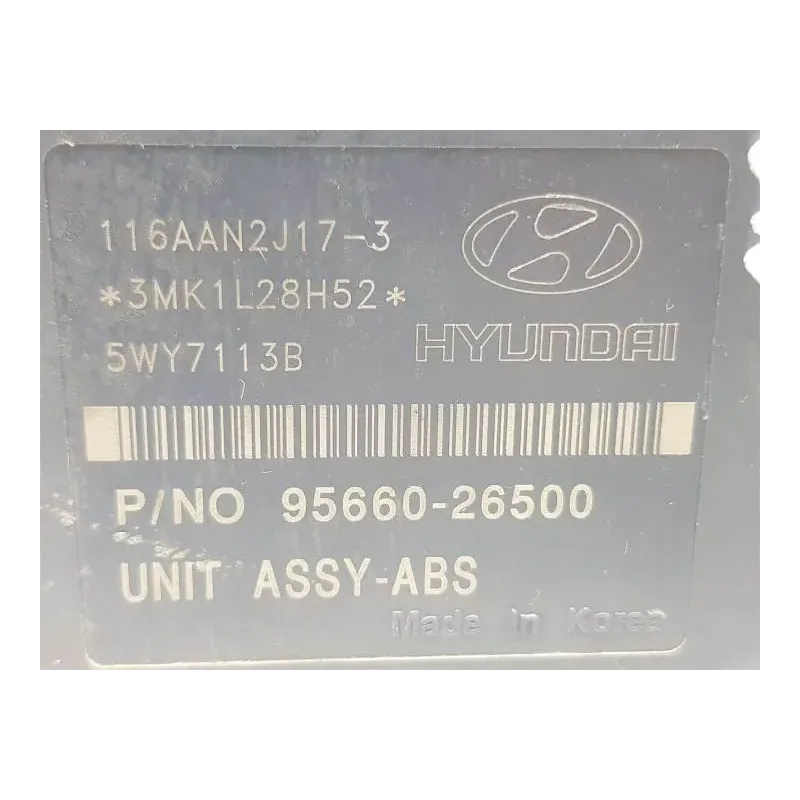 116AAN2J17-3
*3MK1L28H52*
5WY7113B
HYUNDAI
P/NO 95660-26500
UNIT ASSY-ABS
Made In Korea